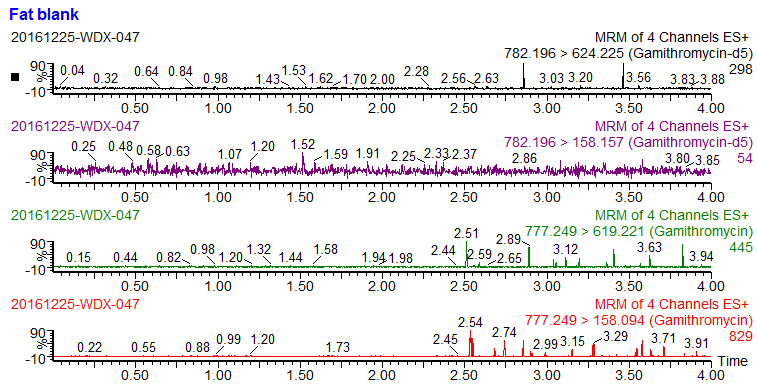 Fat blank
20161225-WDX-047 MRM of 4 Channels ES+
782.196 > 624.225 (Gamithromycin-d5)
298
90
%
-10
0.04 0.32 0.64 0.84 0.98 1.43 1.53 1.62 1.70 2.00 2.28 2.56 2.63 3.03 3.20 3.56 3.83 3.88
0.50 1.00 1.50 2.00 2.50 3.00 3.50 4.00
20161225-WDX-047 MRM of 4 Channels ES+
782.196 > 158.157 (Gamithromycin-d5)
54
90
%
-10
0.25 0.48 0.58 0.63 1.07 1.20 1.52 1.59 1.91 2.25 2.33 2.37 2.86 3.80 3.85
0.50 1.00 1.50 2.00 2.50 3.00 3.50 4.00
20161225-WDX-047 MRM of 4 Channels ES+
777.249 > 619.221 (Gamithromycin)
445
90
%
-10
0.15 0.44 0.82 0.98 1.20 1.32 1.44 1.58 1.94 1.98 2.44 2.51 2.59 2.65 2.89 3.12 3.63 3.94
0.50 1.00 1.50 2.00 2.50 3.00 3.50 4.00
20161225-WDX-047 MRM of 4 Channels ES+
777.249 > 158.094 (Gamithromycin)
829
90
%
-10
0.22 0.55 0.88 0.99 1.20 1.73 2.45 2.54 2.74 2.99 3.15 3.29 3.71 3.91
Time
0.50 1.00 1.50 2.00 2.50 3.00 3.50 4.00